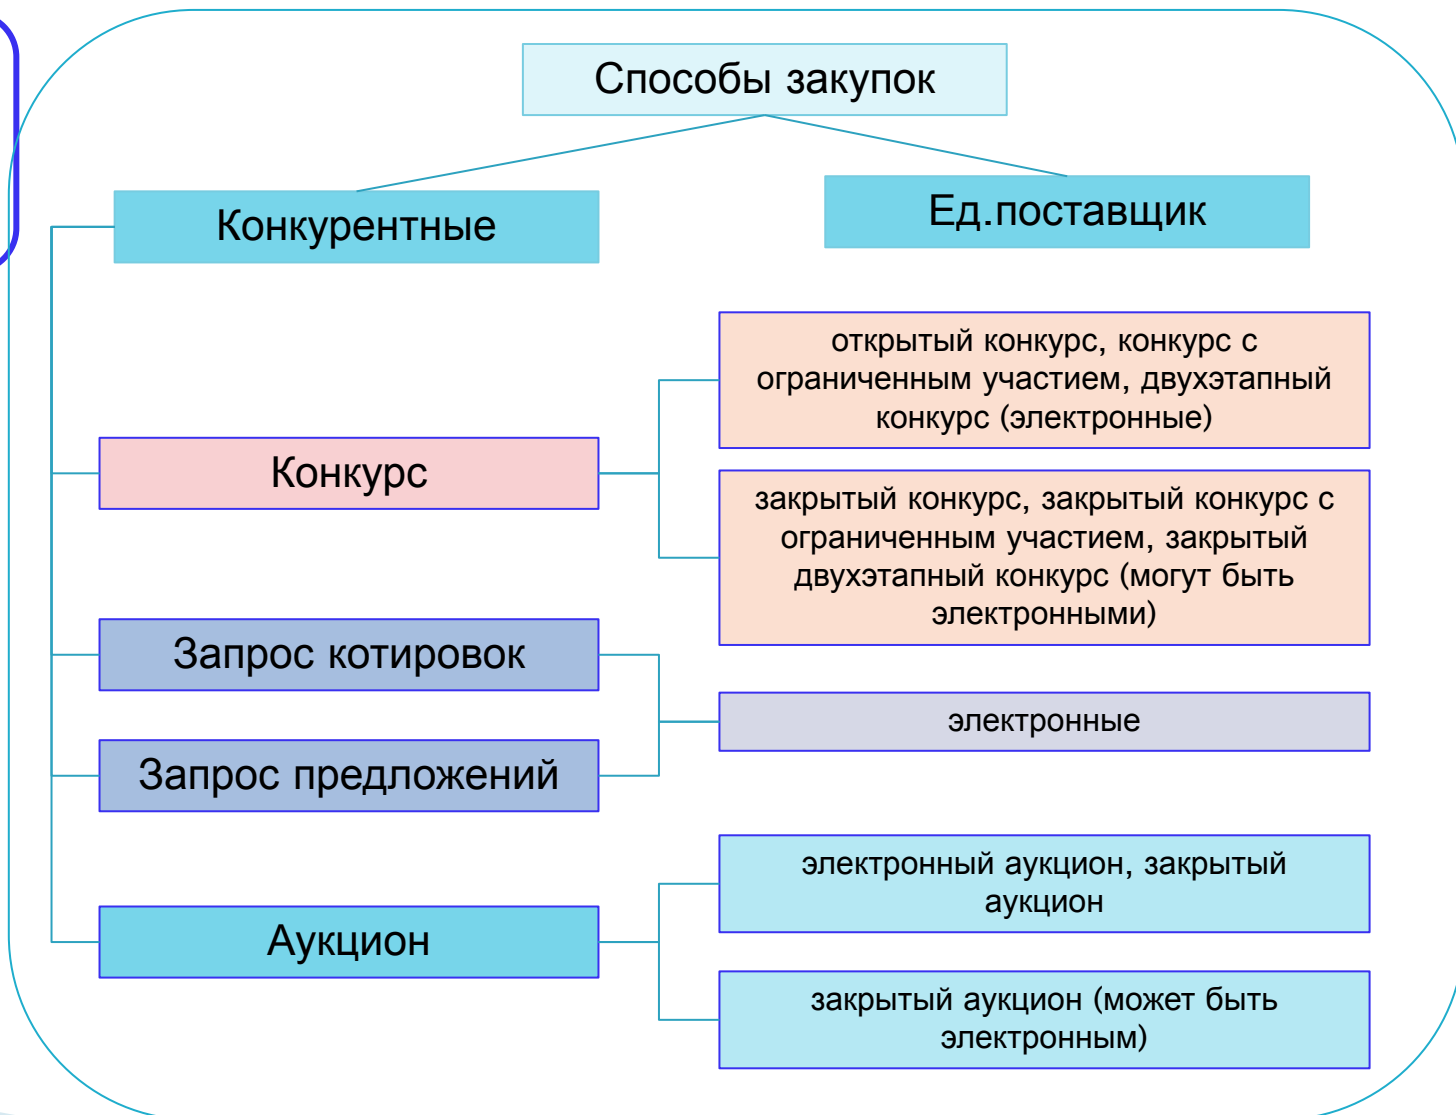 Способы закупок
Конкурентные
Ед.поставщик
Конкурс
открытый конкурс, конкурс с
ограниченным участием, двухэтапный
конкурс (электронные)
закрытый конкурс, закрытый конкурс с
ограниченным участием, закрытый
двухэтапный конкурс (могут быть
электронными)
Запрос котировок
Запрос предложений
электронные
Аукцион
электронный аукцион, закрытый
аукцион
закрытый аукцион (может быть
электронным)